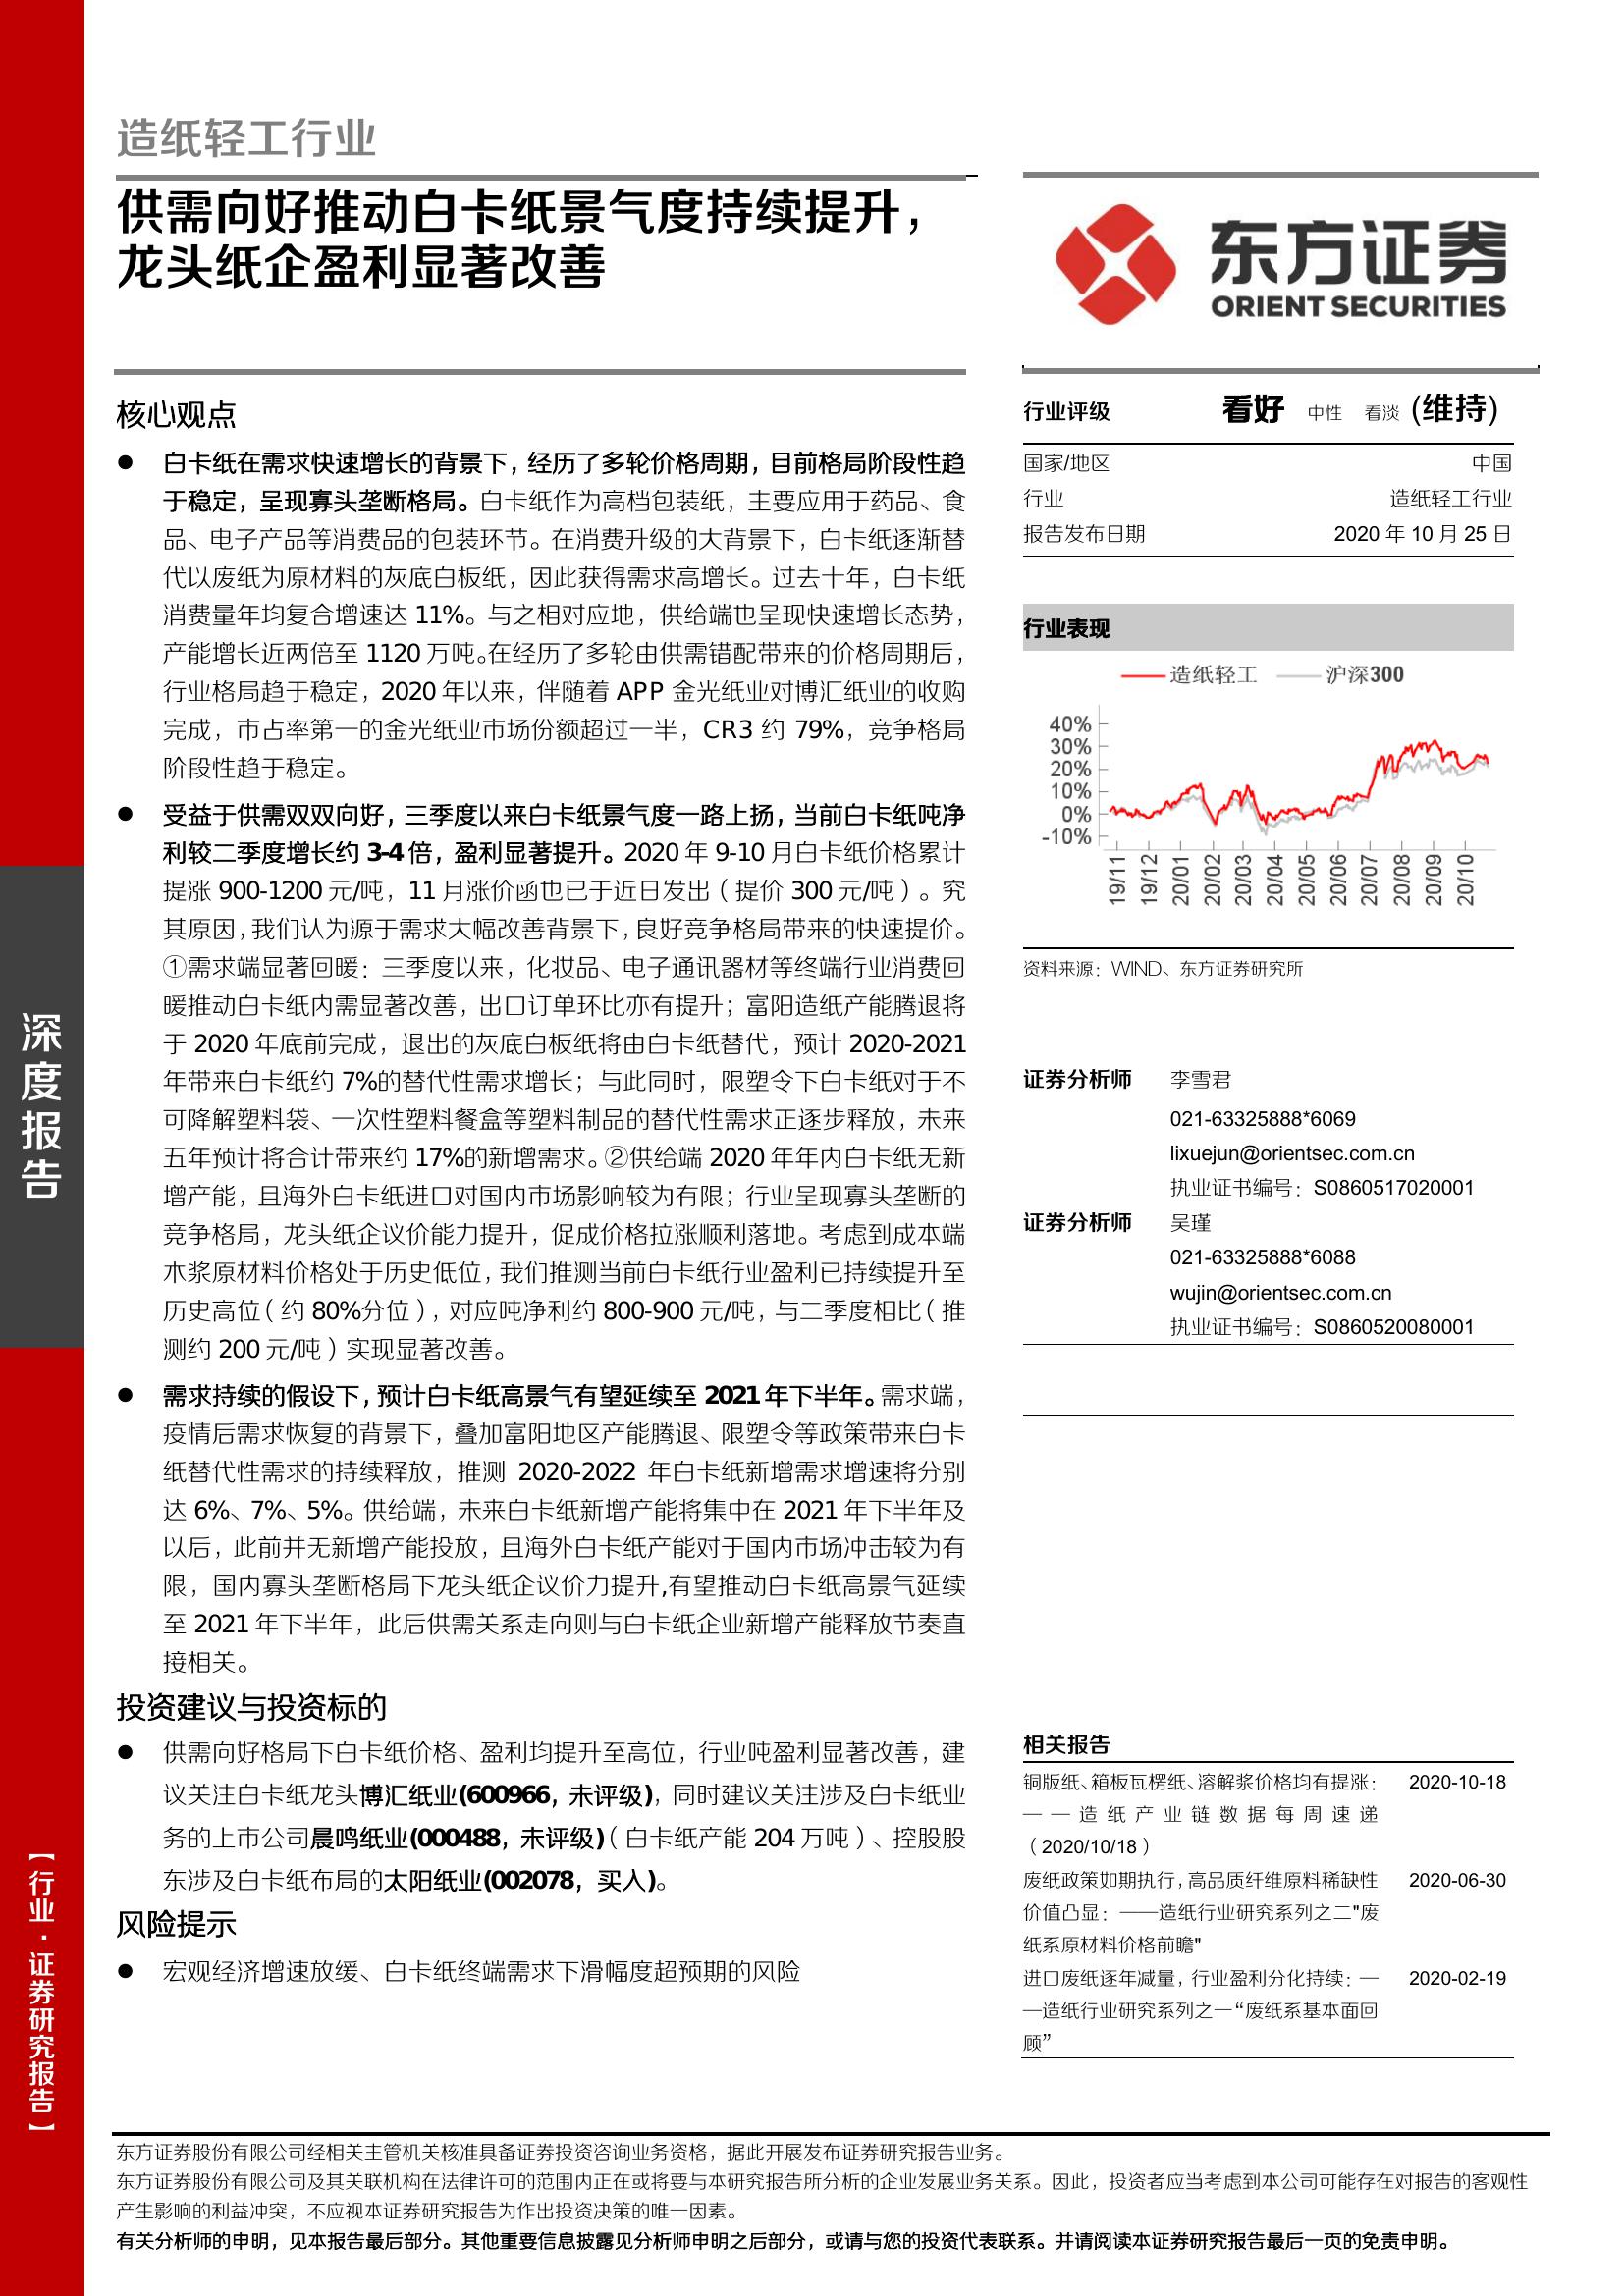 造纸轻工行业
供需向好推动白卡纸景气度持续提升，
龙头纸企盈利显著改善
核心观点
● 白卡纸在需求快速增长的背景下，经历了多轮价格周期，目前格局阶段性趋
于稳定，呈现寡头垄断格局。白卡纸作为高档包装纸，主要应用于药品、食
品、电子产品等消费品的包装环节。在消费升级的大背景下，白卡纸逐渐替
代以废纸为原材料的灰底白板纸，因此获得需求高增长。过去十年，白卡纸
消费量年均复合增速达 11%。与之相对应地，供给端也呈现快速增长态势，
产能增长近两倍至 1120 万吨。在经历了多轮由供需错配带来的价格周期后，
行业格局趋于稳定，2020 年以来，伴随着 APP 金光纸业对博汇纸业的收购
完成，市占率第一的金光纸业市场份额超过一半，CR3 约 79%，竞争格局
阶段性趋于稳定。
● 受益于供需双双向好，三季度以来白卡纸景气度一路上扬，当前白卡纸吨净
利较二季度增长约 3-4 倍，盈利显著提升。2020 年 9-10 月白卡纸价格累计
提涨 900-1200 元/吨，11 月涨价函也已于近日发出（提价 300 元/吨）。究
其原因，我们认为源于需求大幅改善背景下，良好竞争格局带来的快速提价。
①需求端显著回暖：三季度以来，化妆品、电子通讯器材等终端行业消费回
暖推动白卡纸内需显著改善，出口订单环比亦有提升；富阳造纸产能腾退将
于 2020 年底前完成，退出的灰底白板纸将由白卡纸替代，预计 2020-2021
年带来白卡纸约 7%的替代性需求增长；与此同时，限塑令下白卡纸对于不
可降解塑料袋、一次性塑料餐盒等塑料制品的替代性需求正逐步释放，未来
五年预计将合计带来约 17%的新增需求。②供给端 2020 年年内白卡纸无新
增产能，且海外白卡纸进口对国内市场影响较为有限；行业呈现寡头垄断的
竞争格局，龙头纸企议价能力提升，促成价格拉涨顺利落地。考虑到成本端
木浆原材料价格处于历史低位，我们推测当前白卡纸行业盈利已持续提升至
历史高位（约 80%分位），对应吨净利约 800-900 元/吨，与二季度相比（推
测约 200 元/吨）实现显著改善。
● 需求持续的假设下，预计白卡纸高景气有望延续至 2021 年下半年。需求端，
疫情后需求恢复的背景下，叠加富阳地区产能腾退、限塑令等政策带来白卡
纸替代性需求的持续释放，推测 2020-2022 年白卡纸新增需求增速将分别
达 6%、7%、5%。供给端，未来白卡纸新增产能将集中在 2021 年下半年及
以后，此前并无新增产能投放，且海外白卡纸产能对于国内市场冲击较为有
限，国内寡头垄断格局下龙头纸企议价力提升,有望推动白卡纸高景气延续
至 2021 年下半年，此后供需关系走向则与白卡纸企业新增产能释放节奏直
接相关。
投资建议与投资标的
● 供需向好格局下白卡纸价格、盈利均提升至高位，行业吨盈利显著改善，建
议关注白卡纸龙头博汇纸业(600966，未评级)，同时建议关注涉及白卡纸业
务的上市公司晨鸣纸业(000488，未评级)（白卡纸产能 204 万吨）、控股股
东涉及白卡纸布局的太阳纸业(002078，买入)。
风险提示
● 宏观经济增速放缓、白卡纸终端需求下滑幅度超预期的风险
东方证券
ORIENT SECURITIES
行业评级 看好 中性 看淡 (维持)
国家/地区 中国
行业 造纸轻工行业
报告发布日期 2020 年 10 月 25 日
行业表现
造纸轻工 沪深300
40%
30%
20%
10%
0%
-10%
19/11 19/12 20/01 20/02 20/03 20/04 20/05 20/06 20/07 20/08 20/09 20/10
资料来源：WIND、东方证券研究所
证券分析师 李雪君
021-63325888*6069
lixuejun@orientsec.com.cn
执业证书编号：S0860517020001
证券分析师 吴瑾
021-63325888*6088
wujin@orientsec.com.cn
执业证书编号：S0860520080001
相关报告
铜版纸、箱板瓦楞纸、溶解浆价格均有提涨： 2020-10-18
——造纸产业链数据每周速递
（2020/10/18）
废纸政策如期执行，高品质纤维原料稀缺性 2020-06-30
价值凸显：——造纸行业研究系列之二"废
纸系原材料价格前瞻"
进口废纸逐年减量，行业盈利分化持续：— 2020-02-19
—造纸行业研究系列之一“废纸系基本面回
顾”
深度报告
【行业·证券研究报告】
东方证券股份有限公司经相关主管机关核准具备证券投资咨询业务资格，据此开展发布证券研究报告业务。
东方证券股份有限公司及其关联机构在法律许可的范围内正在或将要与本研究报告所分析的企业发展业务关系。因此，投资者应当考虑到本公司可能存在对报告的客观性
产生影响的利益冲突，不应视本证券研究报告为作出投资决策的唯一因素。
有关分析师的申明，见本报告最后部分。其他重要信息披露见分析师申明之后部分，或请与您的投资代表联系。并请阅读本证券研究报告最后一页的免责申明。